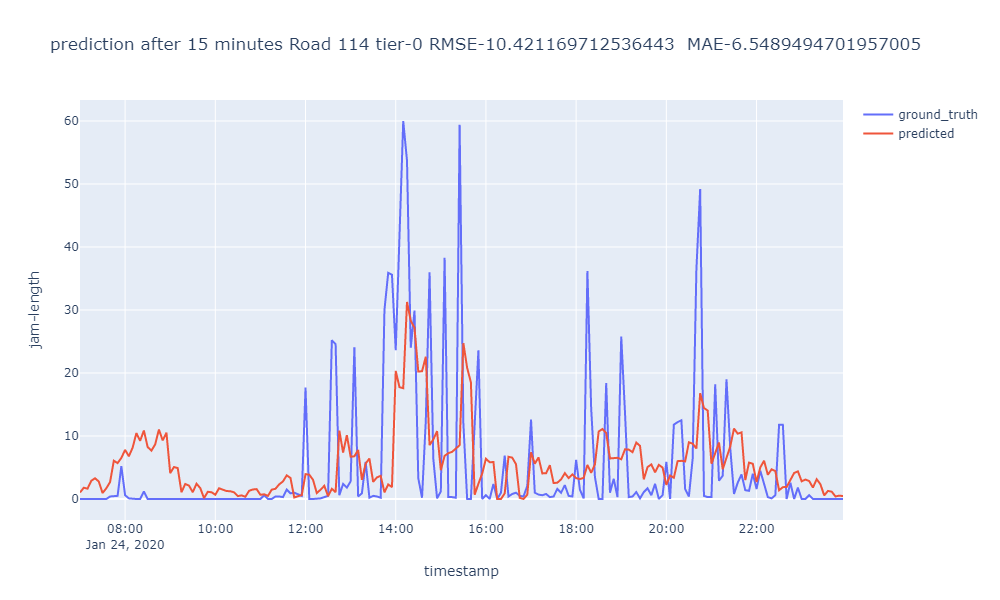 prediction after 15 minutes Road 114 tier-0 RMSE-10.421169712536443 MAE-6.5489494701957005
ground_truth
predicted
60
50
40
30
20
10
0
jam-length
08:00 10:00 12:00 14:00 16:00 18:00 20:00 22:00
Jan 24, 2020
timestamp